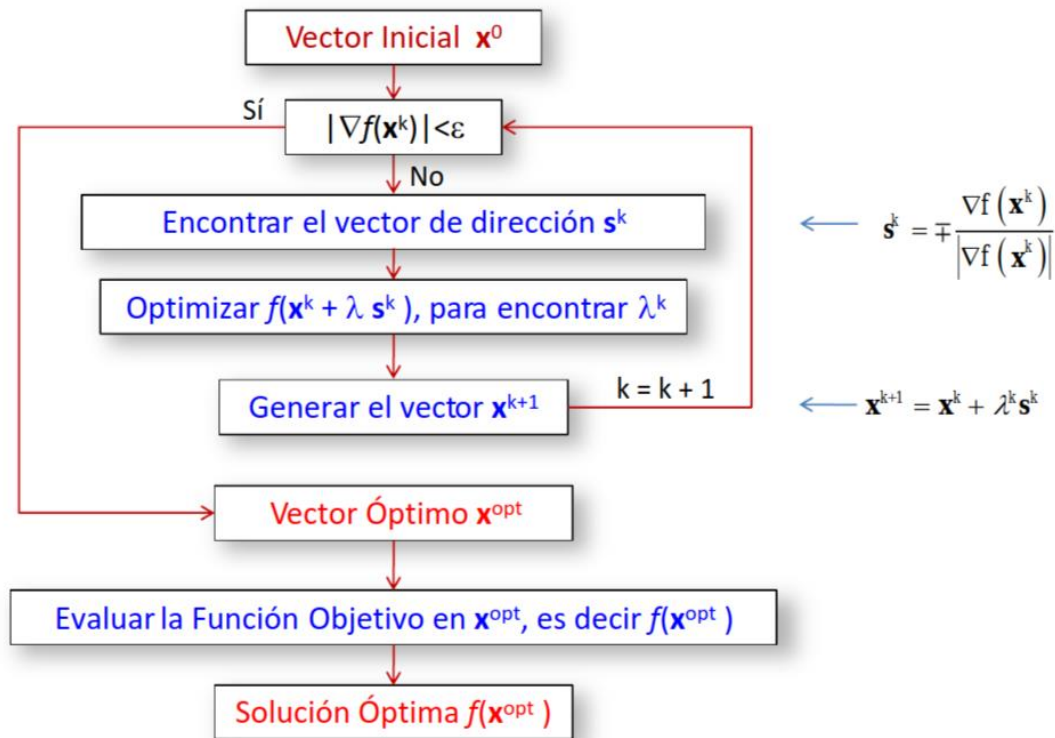 Vector Inicial x⁰
Sí
|∇f(xᵏ)|<ε
No
Encontrar el vector de dirección sᵏ
sᵏ = ∓ ∇f (xᵏ) / |∇f (xᵏ)|
Optimizar f(xᵏ + λ sᵏ ), para encontrar λᵏ
k = k + 1
Generar el vector xᵏ⁺¹
xᵏ⁺¹ = xᵏ + λᵏsᵏ
Vector Óptimo xᵒᵖᵗ
Evaluar la Función Objetivo en xᵒᵖᵗ, es decir f(xᵒᵖᵗ )
Solución Óptima f(xᵒᵖᵗ )